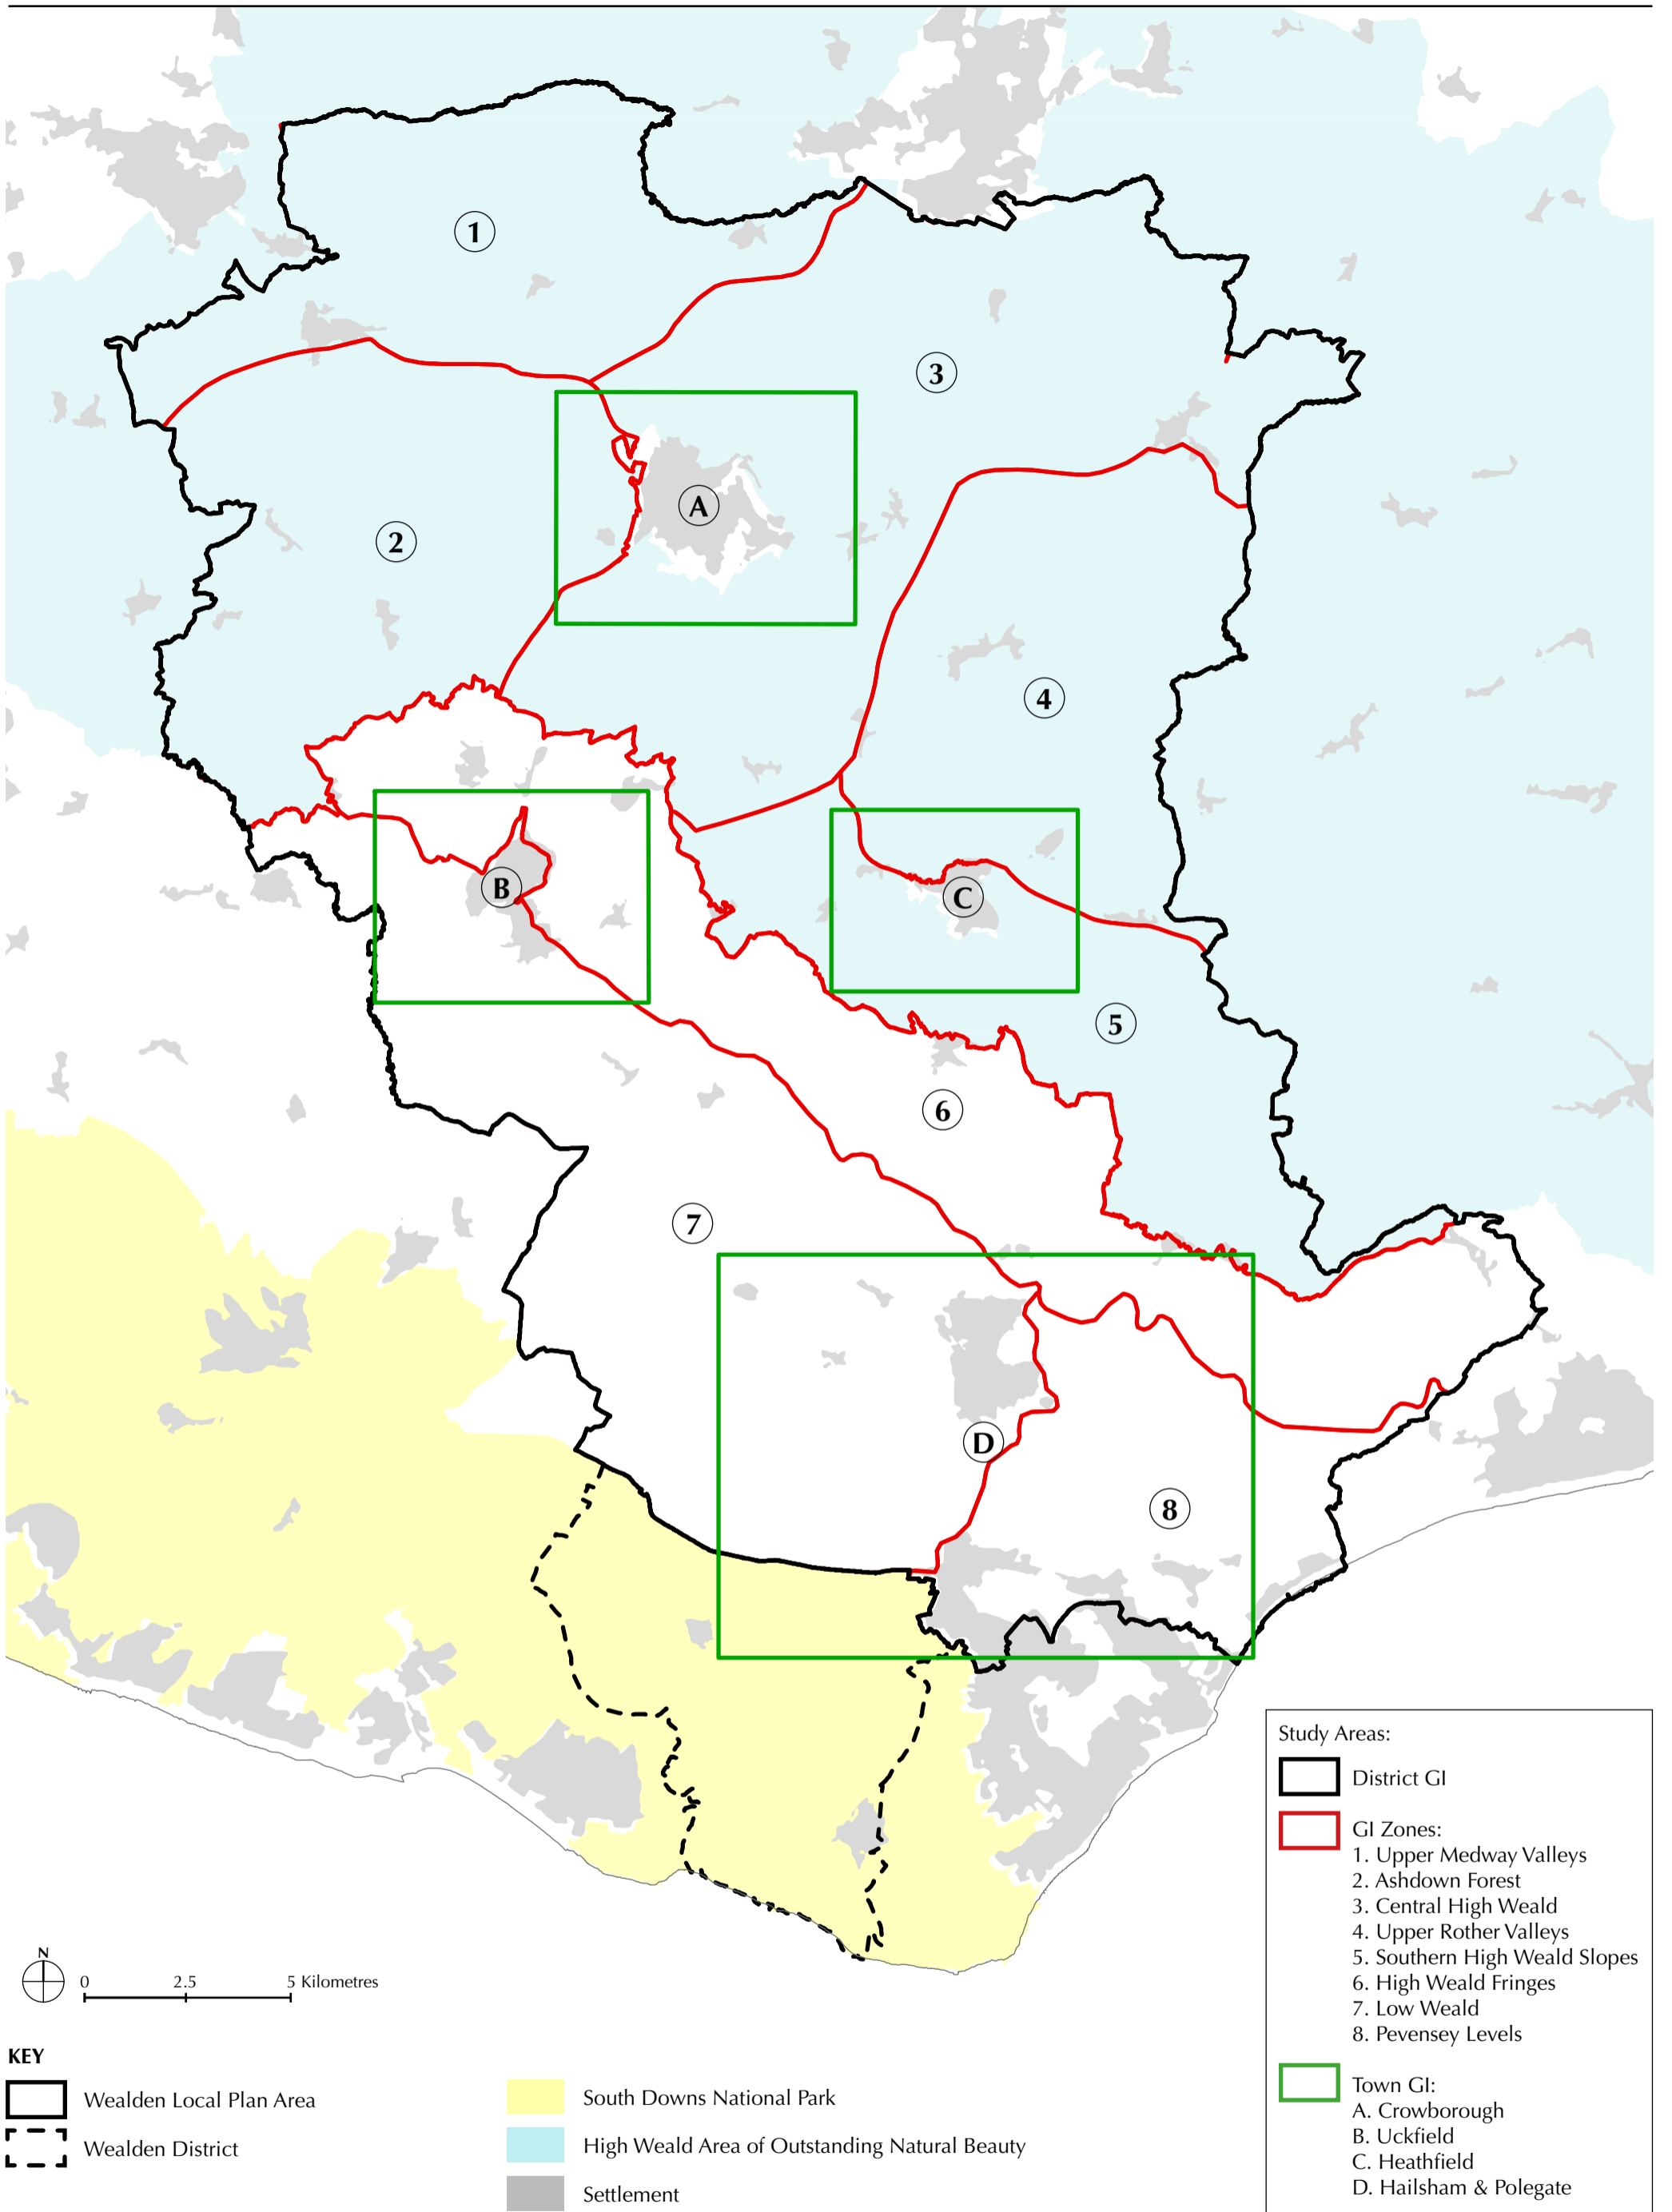 1
3
A
2
4
B
C
5
6
7
D
8
Study Areas:
District GI
GI Zones:
1. Upper Medway Valleys
2. Ashdown Forest
3. Central High Weald
4. Upper Rother Valleys
5. Southern High Weald Slopes
6. High Weald Fringes
7. Low Weald
8. Pevensey Levels
Town GI:
A. Crowborough
B. Uckfield
C. Heathfield
D. Hailsham & Polegate
N
0 2.5 5 Kilometres
KEY
Wealden Local Plan Area
Wealden District
South Downs National Park
High Weald Area of Outstanding Natural Beauty
Settlement